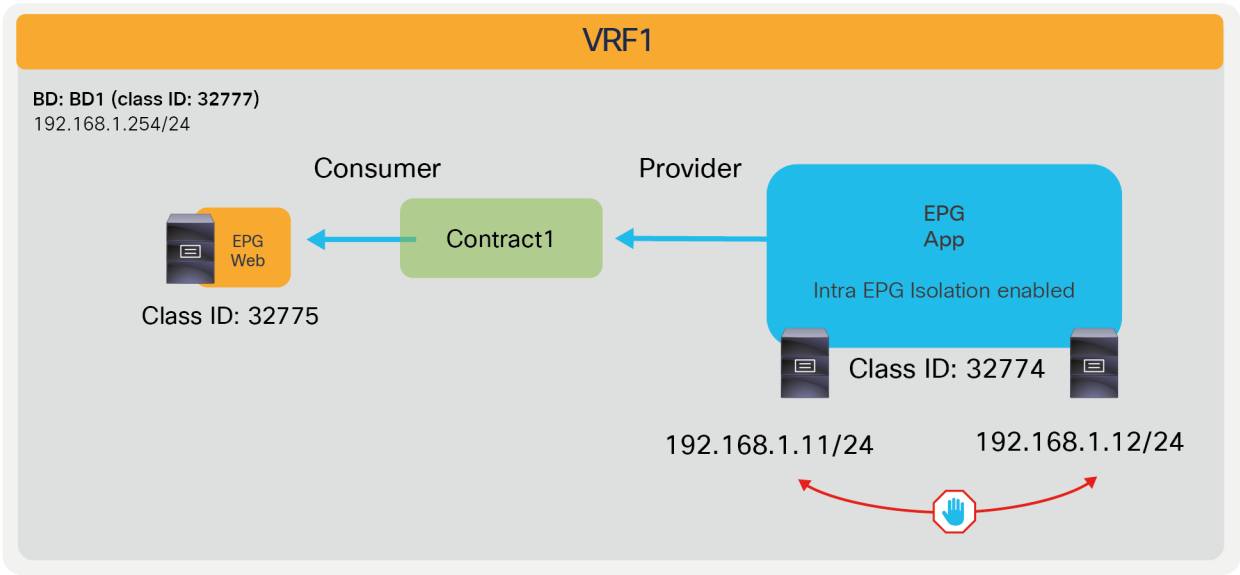 VRF1
BD: BD1 (class ID: 32777)
192.168.1.254/24
Consumer
Provider
EPG
Web
Contract1
EPG
App
Intra EPG Isolation enabled
Class ID: 32775
Class ID: 32774
192.168.1.11/24
192.168.1.12/24